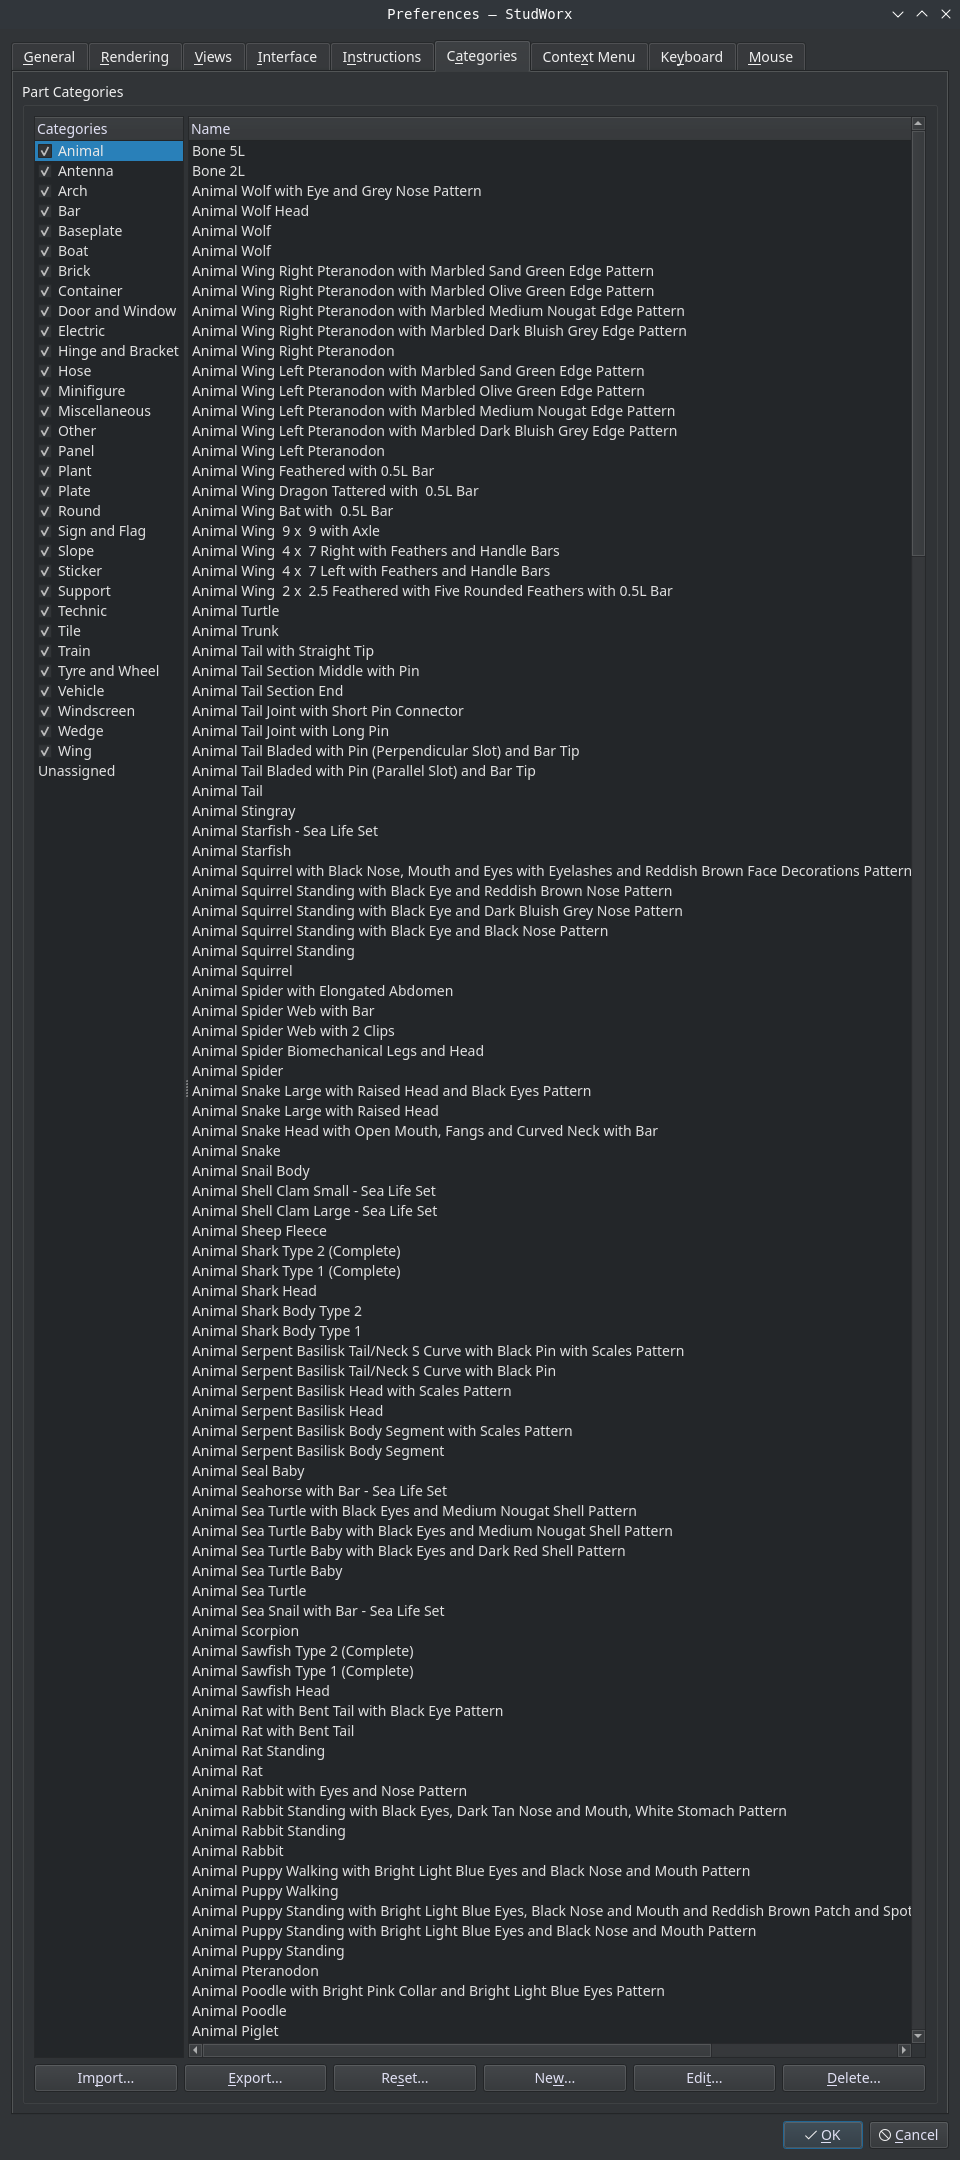 Preferences — StudWorx
General Rendering Views Interface Instructions Categories Context Menu Keyboard Mouse
Part Categories
Categories
Animal
Antenna
Arch
Bar
Baseplate
Boat
Brick
Container
Door and Window
Electric
Hinge and Bracket
Hose
Minifigure
Miscellaneous
Other
Panel
Plant
Plate
Round
Sign and Flag
Slope
Sticker
Support
Technic
Tile
Train
Tyre and Wheel
Vehicle
Windscreen
Wedge
Wing
Unassigned
Name
Bone 5L
Bone 2L
Animal Wolf with Eye and Grey Nose Pattern
Animal Wolf Head
Animal Wolf
Animal Wolf
Animal Wing Right Pteranodon with Marbled Sand Green Edge Pattern
Animal Wing Right Pteranodon with Marbled Olive Green Edge Pattern
Animal Wing Right Pteranodon with Marbled Medium Nougat Edge Pattern
Animal Wing Right Pteranodon with Marbled Dark Bluish Grey Edge Pattern
Animal Wing Right Pteranodon
Animal Wing Left Pteranodon with Marbled Sand Green Edge Pattern
Animal Wing Left Pteranodon with Marbled Olive Green Edge Pattern
Animal Wing Left Pteranodon with Marbled Medium Nougat Edge Pattern
Animal Wing Left Pteranodon with Marbled Dark Bluish Grey Edge Pattern
Animal Wing Left Pteranodon
Animal Wing Feathered with 0.5L Bar
Animal Wing Dragon Tattered with  0.5L Bar
Animal Wing Bat with  0.5L Bar
Animal Wing  9 x  9 with Axle
Animal Wing  4 x  7 Right with Feathers and Handle Bars
Animal Wing  4 x  7 Left with Feathers and Handle Bars
Animal Wing  2 x  2.5 Feathered with Five Rounded Feathers with 0.5L Bar
Animal Turtle
Animal Trunk
Animal Tail with Straight Tip
Animal Tail Section Middle with Pin
Animal Tail Section End
Animal Tail Joint with Short Pin Connector
Animal Tail Joint with Long Pin
Animal Tail Bladed with Pin (Perpendicular Slot) and Bar Tip
Animal Tail Bladed with Pin (Parallel Slot) and Bar Tip
Animal Tail
Animal Stingray
Animal Starfish - Sea Life Set
Animal Starfish
Animal Squirrel with Black Nose, Mouth and Eyes with Eyelashes and Reddish Brown Face Decorations Pattern
Animal Squirrel Standing with Black Eye and Reddish Brown Nose Pattern
Animal Squirrel Standing with Black Eye and Dark Bluish Grey Nose Pattern
Animal Squirrel Standing with Black Eye and Black Nose Pattern
Animal Squirrel Standing
Animal Squirrel
Animal Spider with Elongated Abdomen
Animal Spider Web with Bar
Animal Spider Web with 2 Clips
Animal Spider Biomechanical Legs and Head
Animal Spider
Animal Snake Large with Raised Head and Black Eyes Pattern
Animal Snake Large with Raised Head
Animal Snake Head with Open Mouth, Fangs and Curved Neck with Bar
Animal Snake
Animal Snail Body
Animal Shell Clam Small - Sea Life Set
Animal Shell Clam Large - Sea Life Set
Animal Sheep Fleece
Animal Shark Type 2 (Complete)
Animal Shark Type 1 (Complete)
Animal Shark Head
Animal Shark Body Type 2
Animal Shark Body Type 1
Animal Serpent Basilisk Tail/Neck S Curve with Black Pin with Scales Pattern
Animal Serpent Basilisk Tail/Neck S Curve with Black Pin
Animal Serpent Basilisk Head with Scales Pattern
Animal Serpent Basilisk Head
Animal Serpent Basilisk Body Segment with Scales Pattern
Animal Serpent Basilisk Body Segment
Animal Seal Baby
Animal Seahorse with Bar - Sea Life Set
Animal Sea Turtle with Black Eyes and Medium Nougat Shell Pattern
Animal Sea Turtle Baby with Black Eyes and Medium Nougat Shell Pattern
Animal Sea Turtle Baby with Black Eyes and Dark Red Shell Pattern
Animal Sea Turtle Baby
Animal Sea Turtle
Animal Sea Snail with Bar - Sea Life Set
Animal Scorpion
Animal Sawfish Type 2 (Complete)
Animal Sawfish Type 1 (Complete)
Animal Sawfish Head
Animal Rat with Bent Tail with Black Eye Pattern
Animal Rat with Bent Tail
Animal Rat Standing
Animal Rat
Animal Rabbit with Eyes and Nose Pattern
Animal Rabbit Standing with Black Eyes, Dark Tan Nose and Mouth, White Stomach Pattern
Animal Rabbit Standing
Animal Rabbit
Animal Puppy Walking with Bright Light Blue Eyes and Black Nose and Mouth Pattern
Animal Puppy Walking
Animal Puppy Standing with Bright Light Blue Eyes, Black Nose and Mouth and Reddish Brown Patch and Spot
Animal Puppy Standing with Bright Light Blue Eyes and Black Nose and Mouth Pattern
Animal Puppy Standing
Animal Pteranodon
Animal Poodle with Bright Pink Collar and Bright Light Blue Eyes Pattern
Animal Poodle
Animal Piglet
Import... Export... Reset... New... Edit... Delete...
OK Cancel